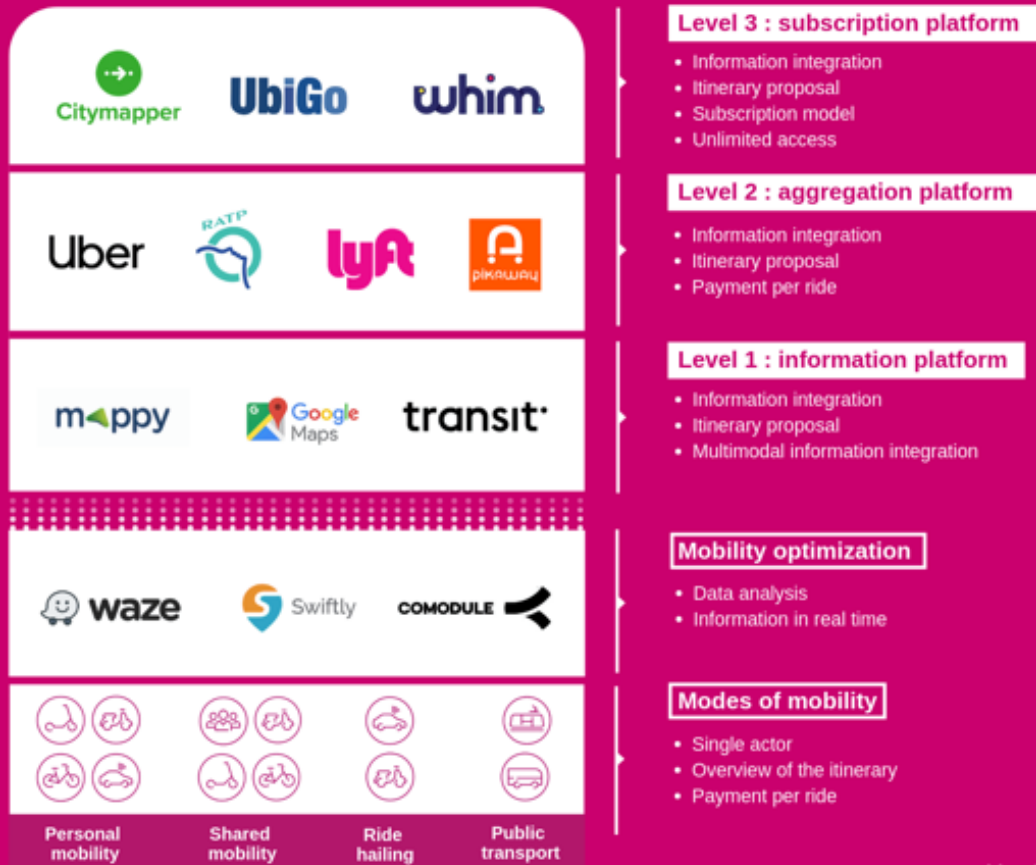 Citymapper
UbiGo
whim
Level 3 : subscription platform
• Information integration
• Itinerary proposal
• Subscription model
• Unlimited access
Uber
RATP
lyft
pikaway
Level 2 : aggregation platform
• Information integration
• Itinerary proposal
• Payment per ride
mappy
Google
Maps
transit
Level 1 : information platform
• Information integration
• Itinerary proposal
• Multimodal information integration
waze
Swiftly
COMODULE
Mobility optimization
• Data analysis
• Information in real time
Modes of mobility
• Single actor
• Overview of the itinerary
• Payment per ride
Personal
mobility
Shared
mobility
Ride
hailing
Public
transport